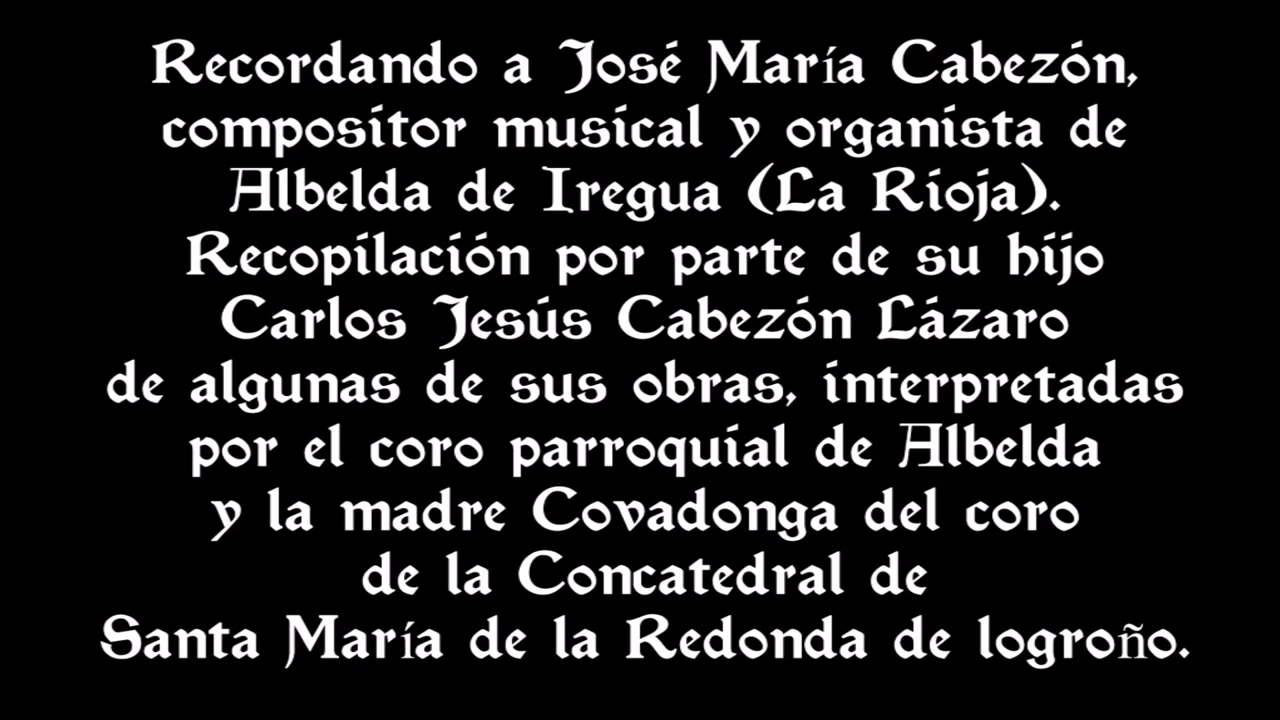 Recordando a José María Cabezón,
compositor musical y organista de
Albelda de Iregua (La Rioja).
Recopilación por parte de su hijo
Carlos Jesús Cabezón Lázaro
de algunas de sus obras, interpretadas
por el coro parroquial de Albelda
y la madre Covadonga del coro
de la Concatedral de
Santa María de la Redonda de logroño.